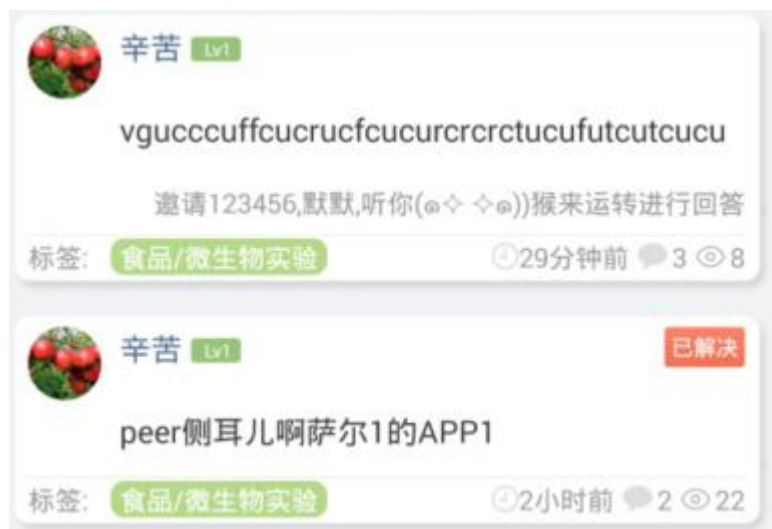 辛苦 Lv1
vgucccuffcucrucfcucurcrcrctucufutcutcucu
邀请123456,默默,听你(๑✧ ✧๑))猴来运转进行回答
标签: 食品/微生物实验 29分钟前 3 8
辛苦 Lv1 已解决
peer侧耳儿啊萨尔1的APP1
标签: 食品/微生物实验 2小时前 2 22